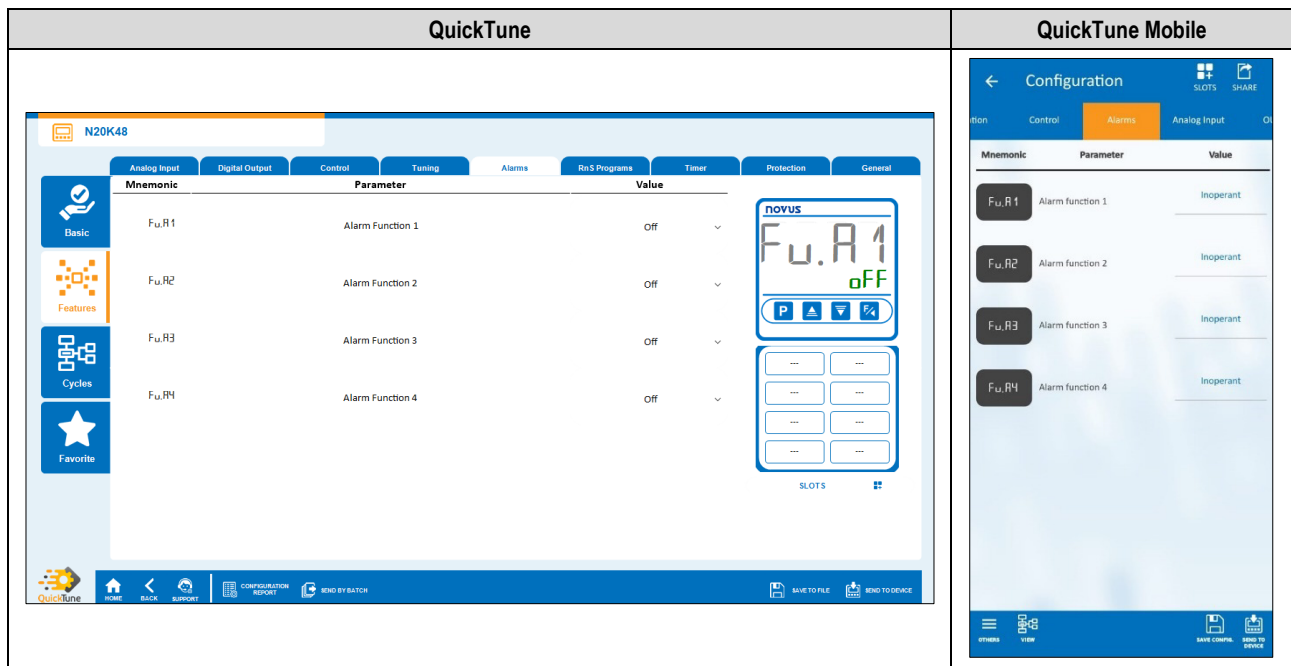 QuickTune
QuickTune Mobile
N20K48
Analog Input Digital Output Control Tuning Alarms RnS Programs Timer Protection General
Mnemonic Parameter Value
Basic
Features
Cycles
Favorite
Fu.A1 Alarm Function 1 Off
Fu.A2 Alarm Function 2 Off
Fu.A3 Alarm Function 3 Off
Fu.A4 Alarm Function 4 Off
novus
Fu.A1
oFF
P F/
--- ---
--- ---
--- ---
--- ---
SLOTS
QuickTune HOME BACK SUPPORT CONFIGURATION REPORT SEND BY BATCH SAVE TO FILE SEND TO DEVICE
Configuration SLOTS SHARE
tion Control Alarms Analog Input
Mnemonic Parameter Value
Fu.A1 Alarm function 1 Inoperant
Fu.A2 Alarm function 2 Inoperant
Fu.A3 Alarm function 3 Inoperant
Fu.A4 Alarm function 4 Inoperant
OTHERS VIEW SAVE CONFIG. SEND TO DEVICE